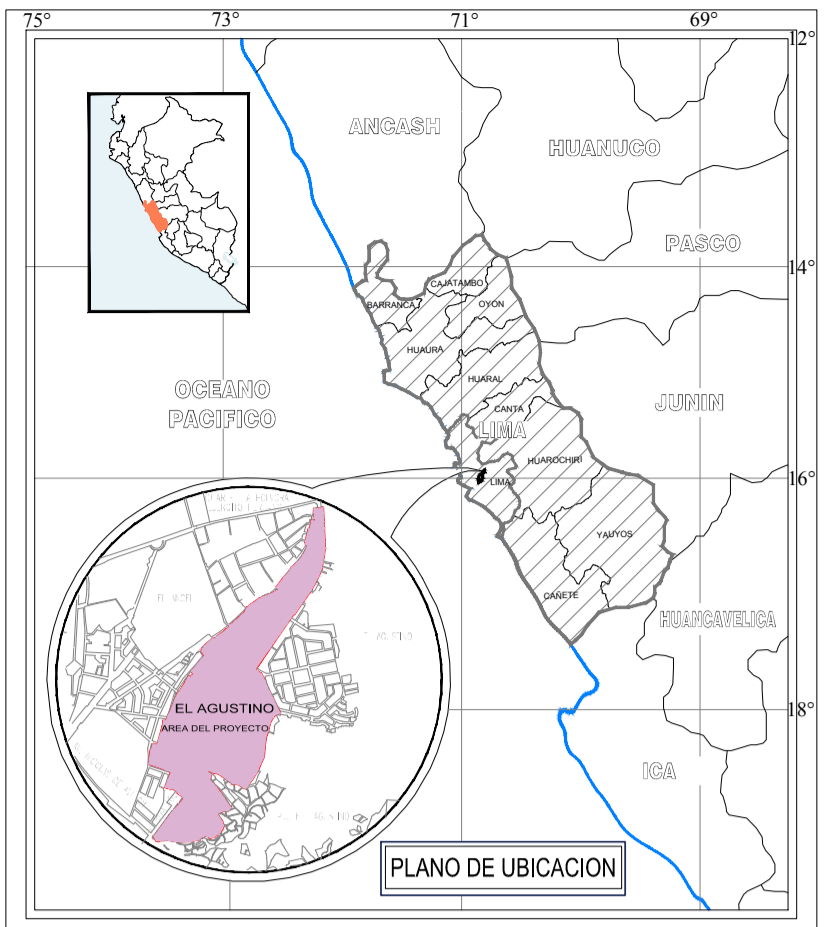 75°
73°
71°
69°
12°
ANCASH
HUANUCO
PASCO
14°
CAJATAMBO
BARRANCA
OYON
HUAURA
HUARAL
OCEANO
PACIFICO
JUNIN
CANTA
LIMA
HUAROCHIRI
16°
LIMA
YAUYOS
CAÑETE
HUANCAVELICA
EL AGUSTINO
AREA DEL PROYECTO
18°
ICA
PLANO DE UBICACION